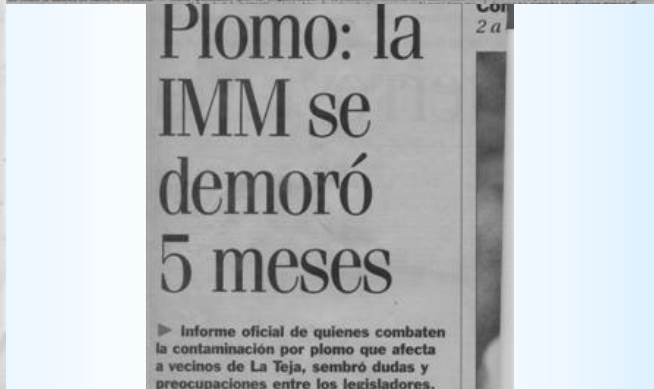 Plomo: la
IMM se
demoró
5 meses
Informe oficial de quienes combaten
la contaminación por plomo que afecta
a vecinos de La Teja, sembró dudas y
preocupaciones entre los legisladores.
2 a